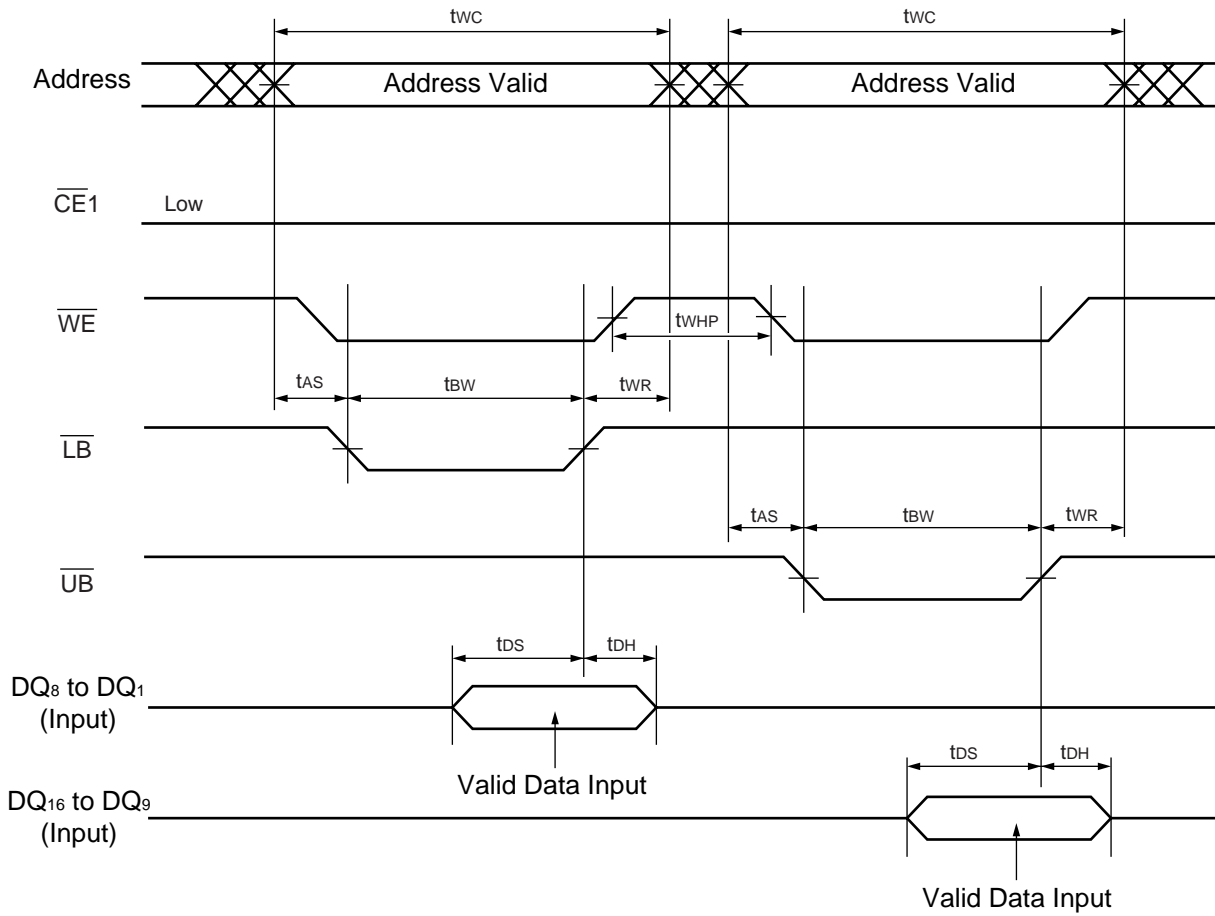 tWC tWC
Address Address Valid Address Valid
CE1 Low
WE tWHP
tAS tBW tWR
LB
tAS tBW tWR
UB
tDS tDH
DQ8 to DQ1
(Input)
Valid Data Input
tDS tDH
DQ16 to DQ9
(Input)
Valid Data Input